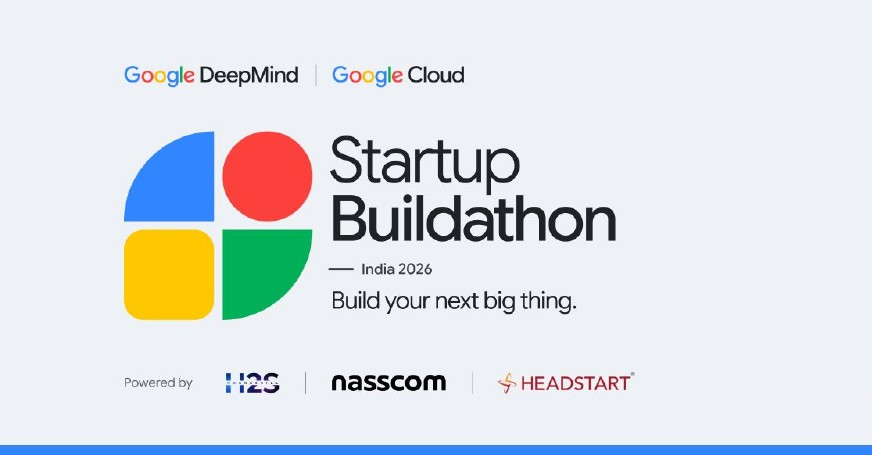 Google DeepMind | Google Cloud
Startup
Buildathon
India 2026
Build your next big thing.
Powered by H2S | nasscom | HEADSTART®